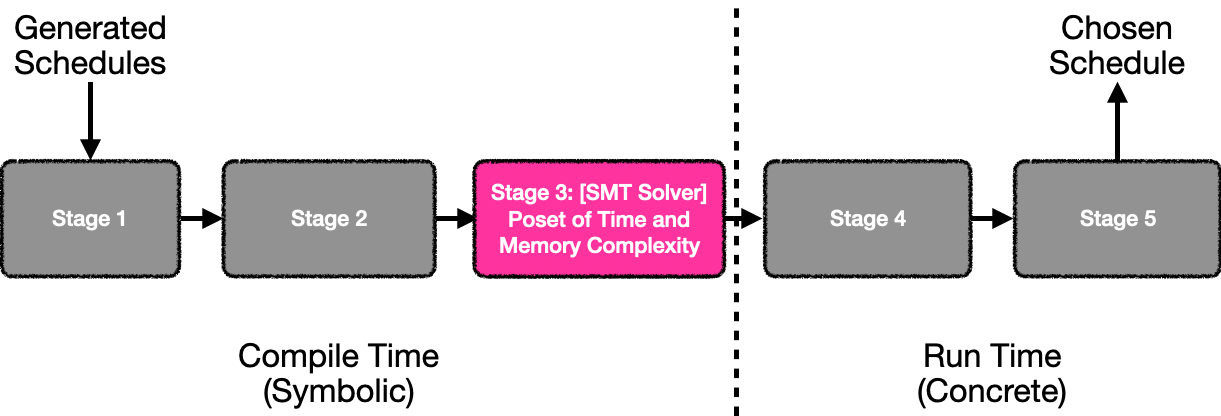 Generated
Schedules
Chosen
Schedule
Stage 1
Stage 2
Stage 3: [SMT Solver]
Poset of Time and
Memory Complexity
Stage 4
Stage 5
Compile Time
(Symbolic)
Run Time
(Concrete)